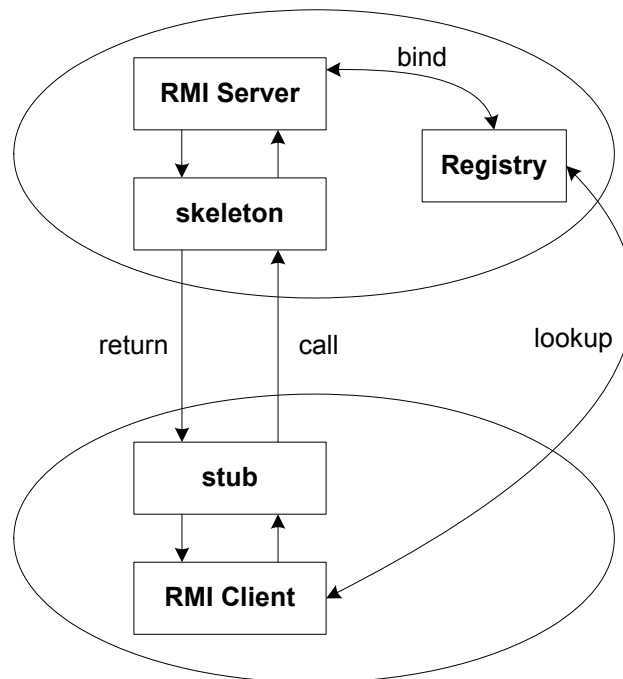 bind
RMI Server
Registry
skeleton
return
call
lookup
stub
RMI Client